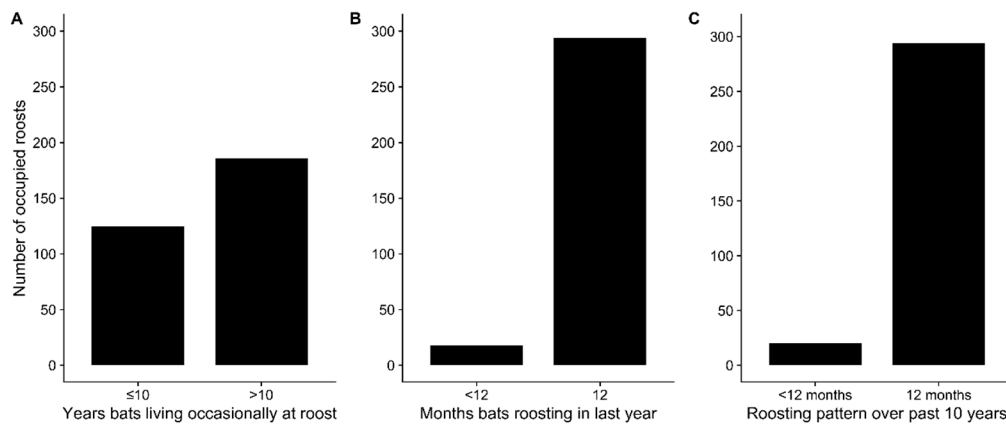 A
Number of occupied roosts
300
250
200
150
100
50
0
≤10
>10
Years bats living occasionally at roost
B
300
250
200
150
100
50
0
<12
12
Months bats roosting in last year
C
300
250
200
150
100
50
0
<12 months
12 months
Roosting pattern over past 10 years